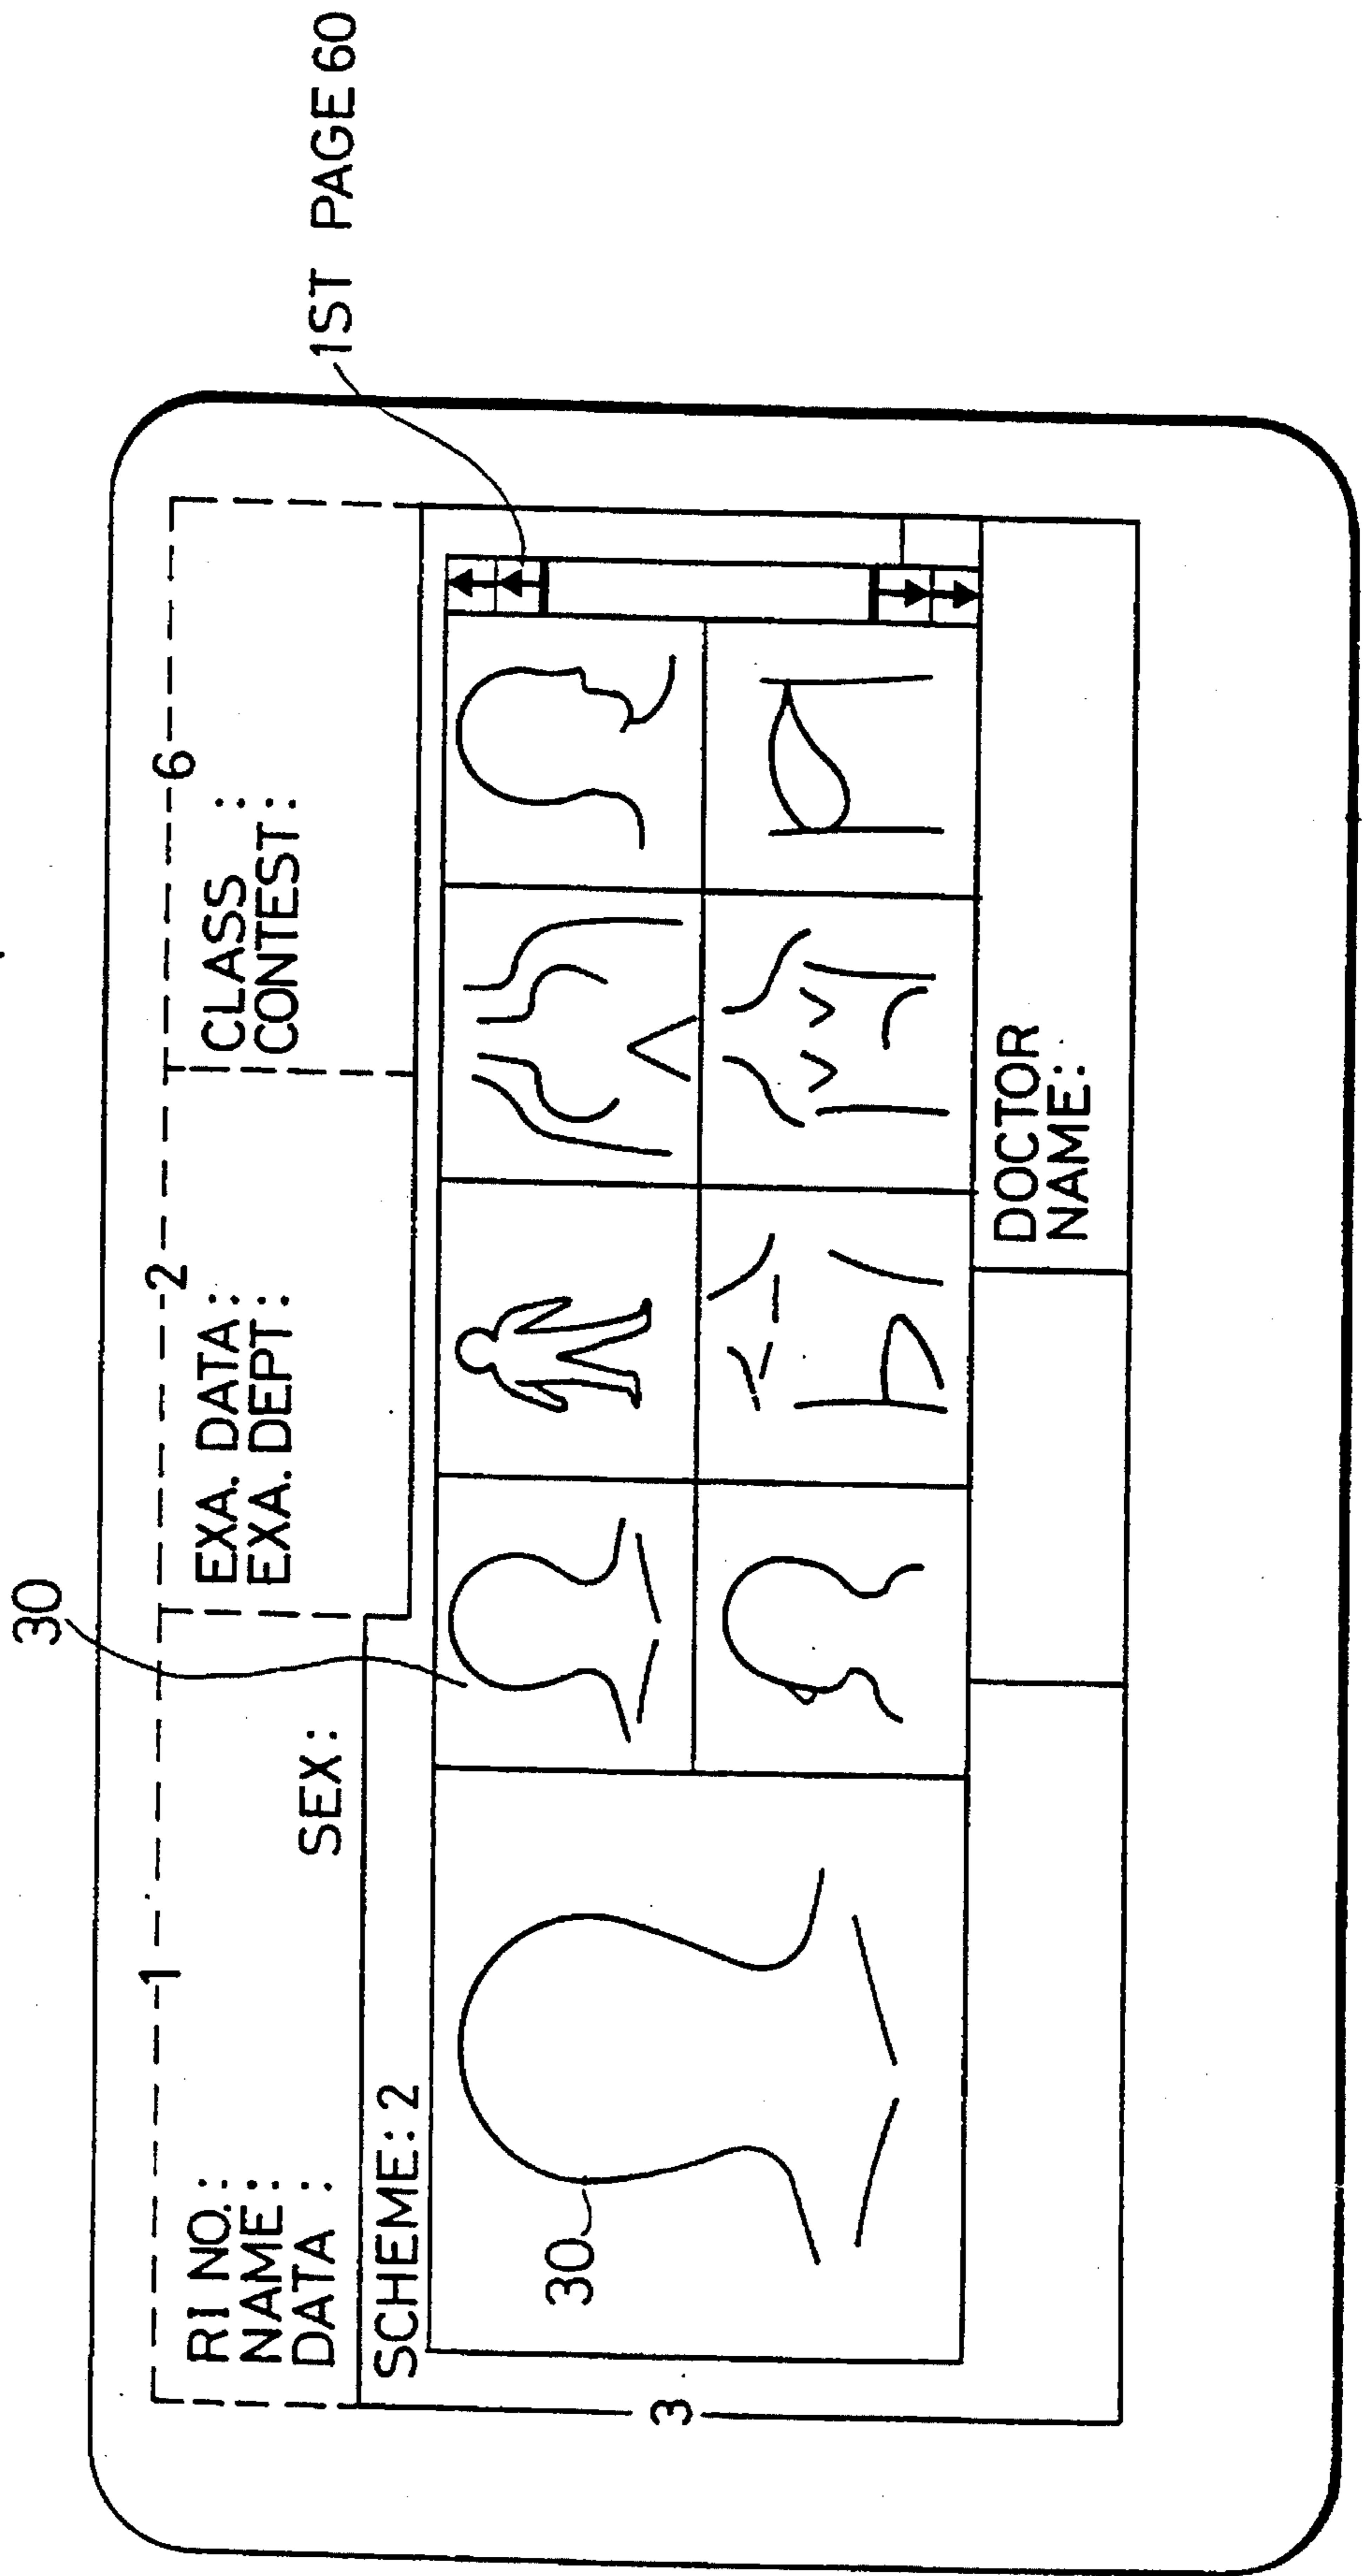 30
1ST PAGE 60
1
2
6
RI NO.:
NAME:
DATA :
SEX:
EXA. DATA:
EXA. DEPT:
CLASS :
CONTEST:
SCHEME: 2
30
3
DOCTOR
NAME: